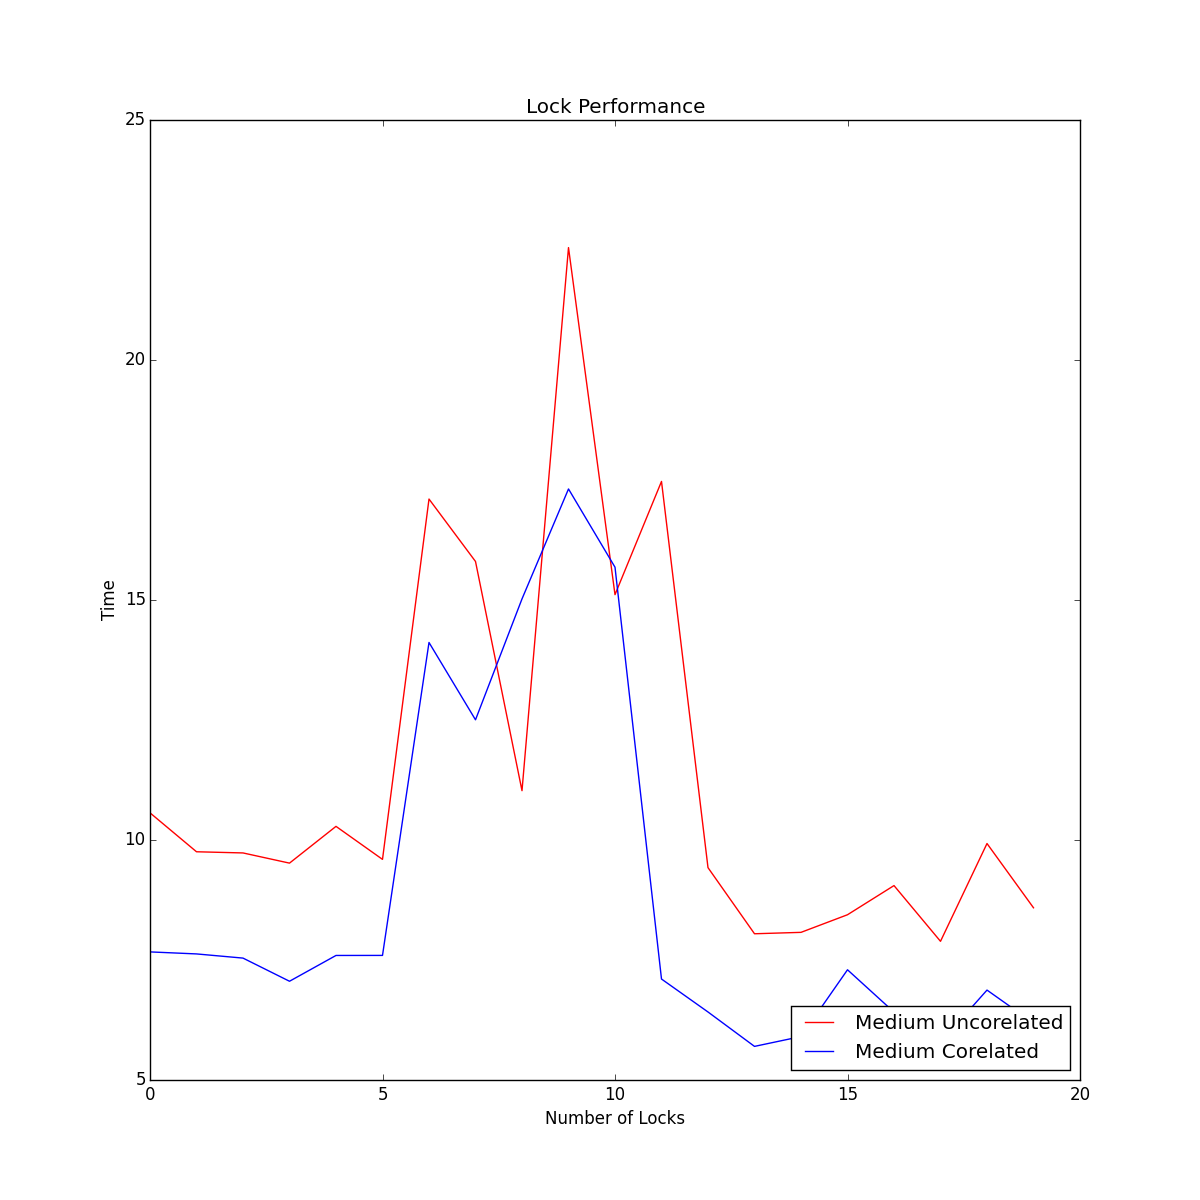 Lock Performance
25
20
15
10
5
Time
0 5 10 15 20
Number of Locks
Medium Uncorelated
Medium Corelated